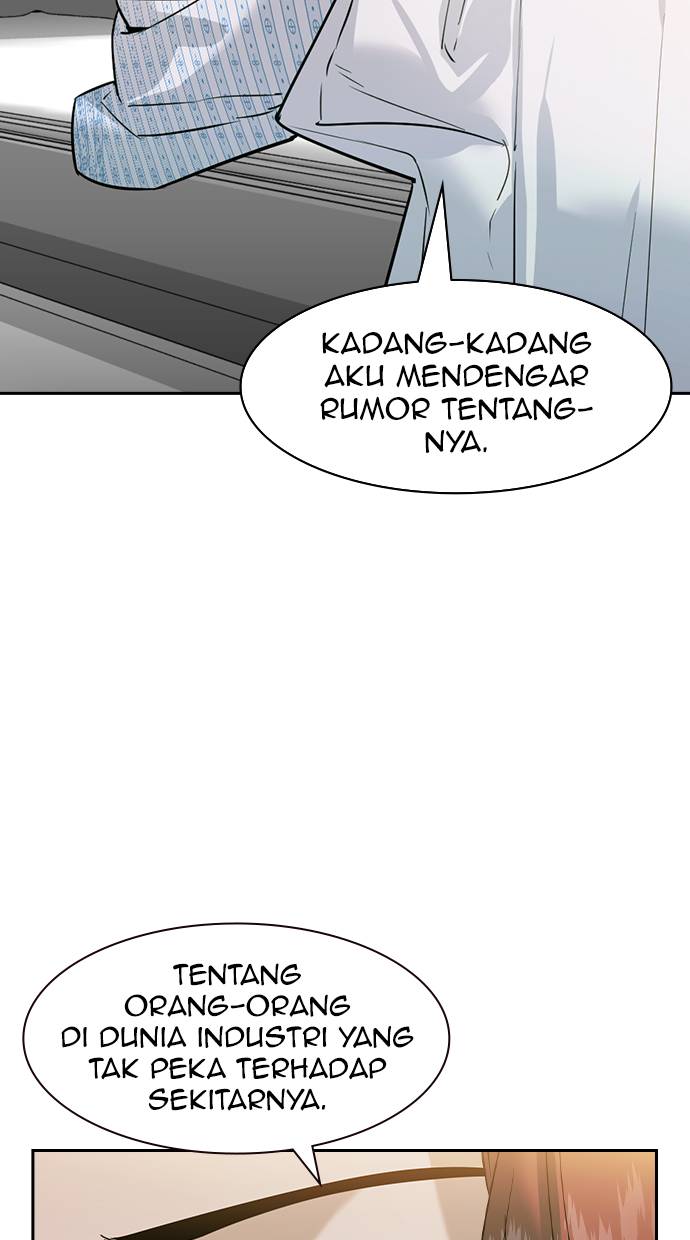 KADANG-KADANG
AKU MENDENGAR
RUMOR TENTANG-
NYA.
TENTANG
ORANG-ORANG
DI DUNIA INDUSTRI YANG
TAK PEKA TERHADAP
SEKITARNYA.